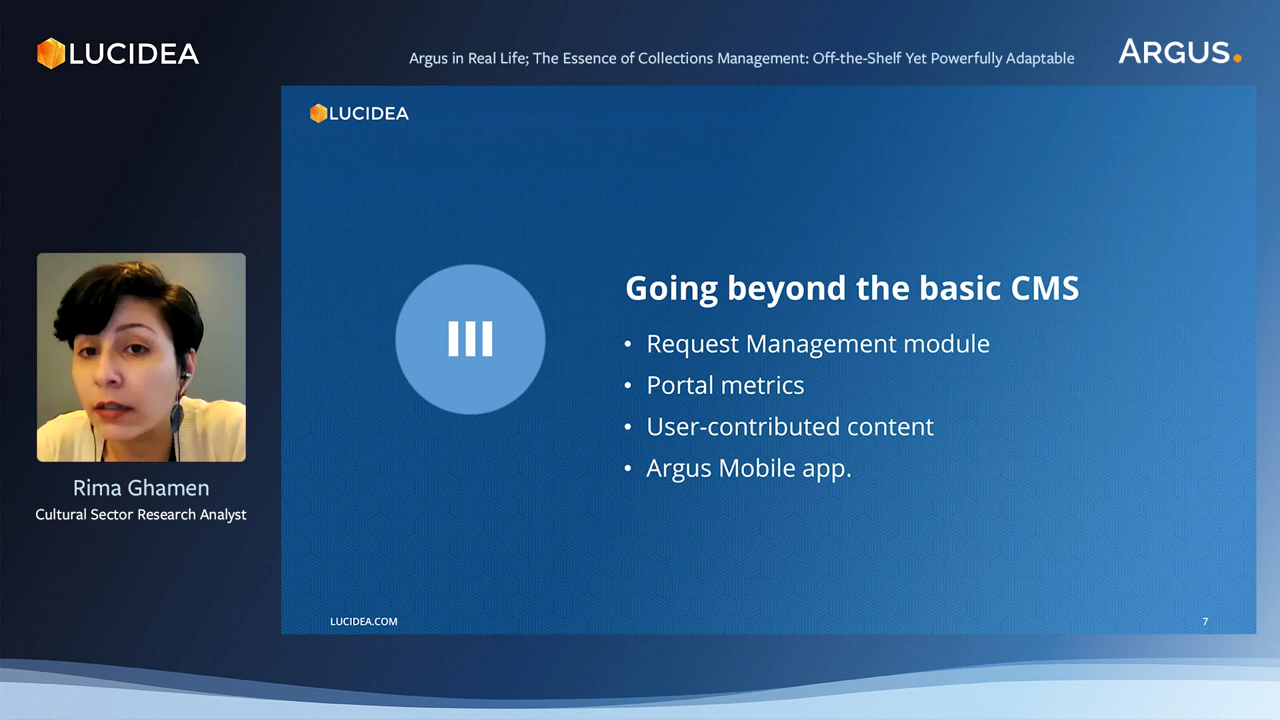 LUCIDEA
Argus in Real Life; The Essence of Collections Management: Off-the-Shelf Yet Powerfully Adaptable
ARGUS.
LUCIDEA
III
Going beyond the basic CMS
• Request Management module
• Portal metrics
• User-contributed content
• Argus Mobile app.
Rima Ghamen
Cultural Sector Research Analyst
LUCIDEA.COM
7